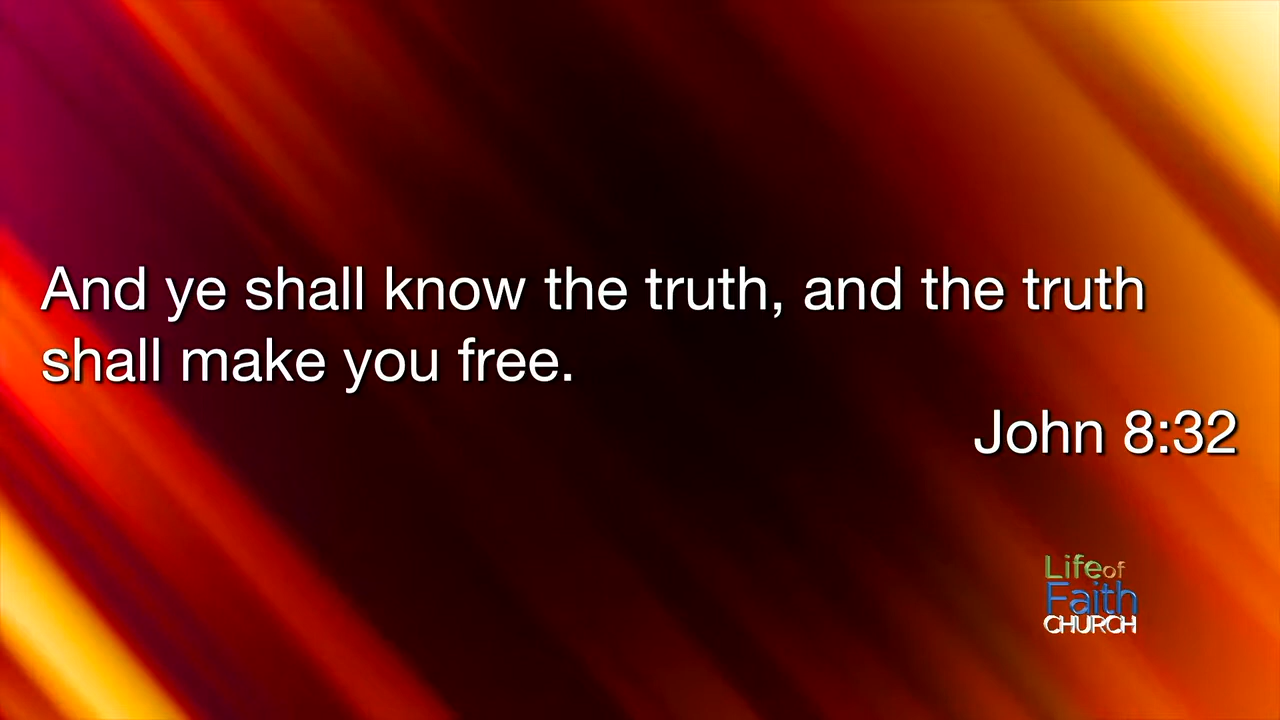 And ye shall know the truth, and the truth
shall make you free.
John 8:32
Life of
Faith
CHURCH